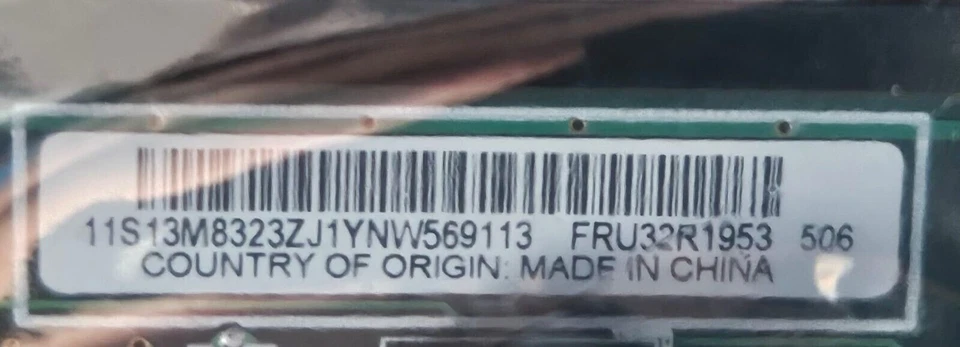 11S13M8323ZJ1YNW569113 FRU32R1953 506
COUNTRY OF ORIGIN: MADE IN CHINA